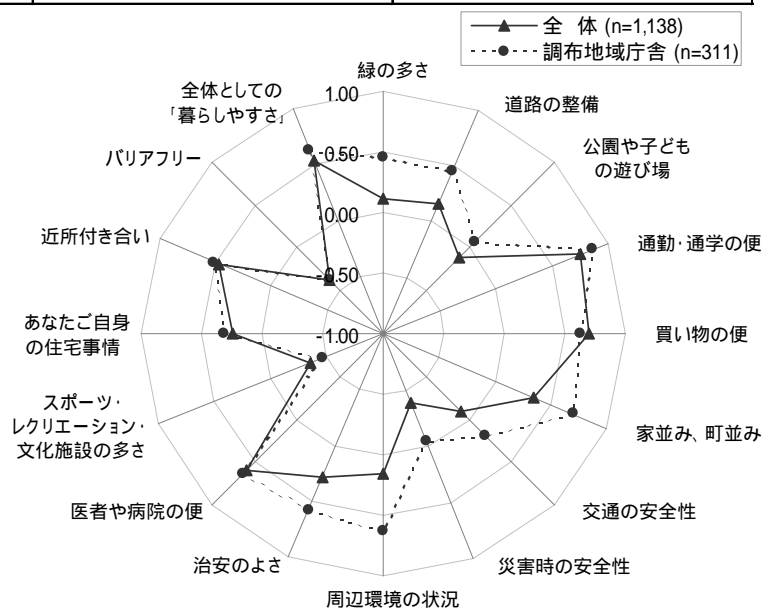 全 体 (n=1,138)
調布地域庁舎 (n=311)
緑の多さ
道路の整備
公園や子ども
の遊び場
通勤・通学の便
買い物の便
家並み、町並み
交通の安全性
災害時の安全性
周辺環境の状況
治安のよさ
医者や病院の便
スポーツ・
レクリエーション・
文化施設の多さ
あなたご自身
の住宅事情
近所付き合い
バリアフリー
全体としての
「暮らしやすさ」
1.00
0.50
0.00
-0.50
-1.00